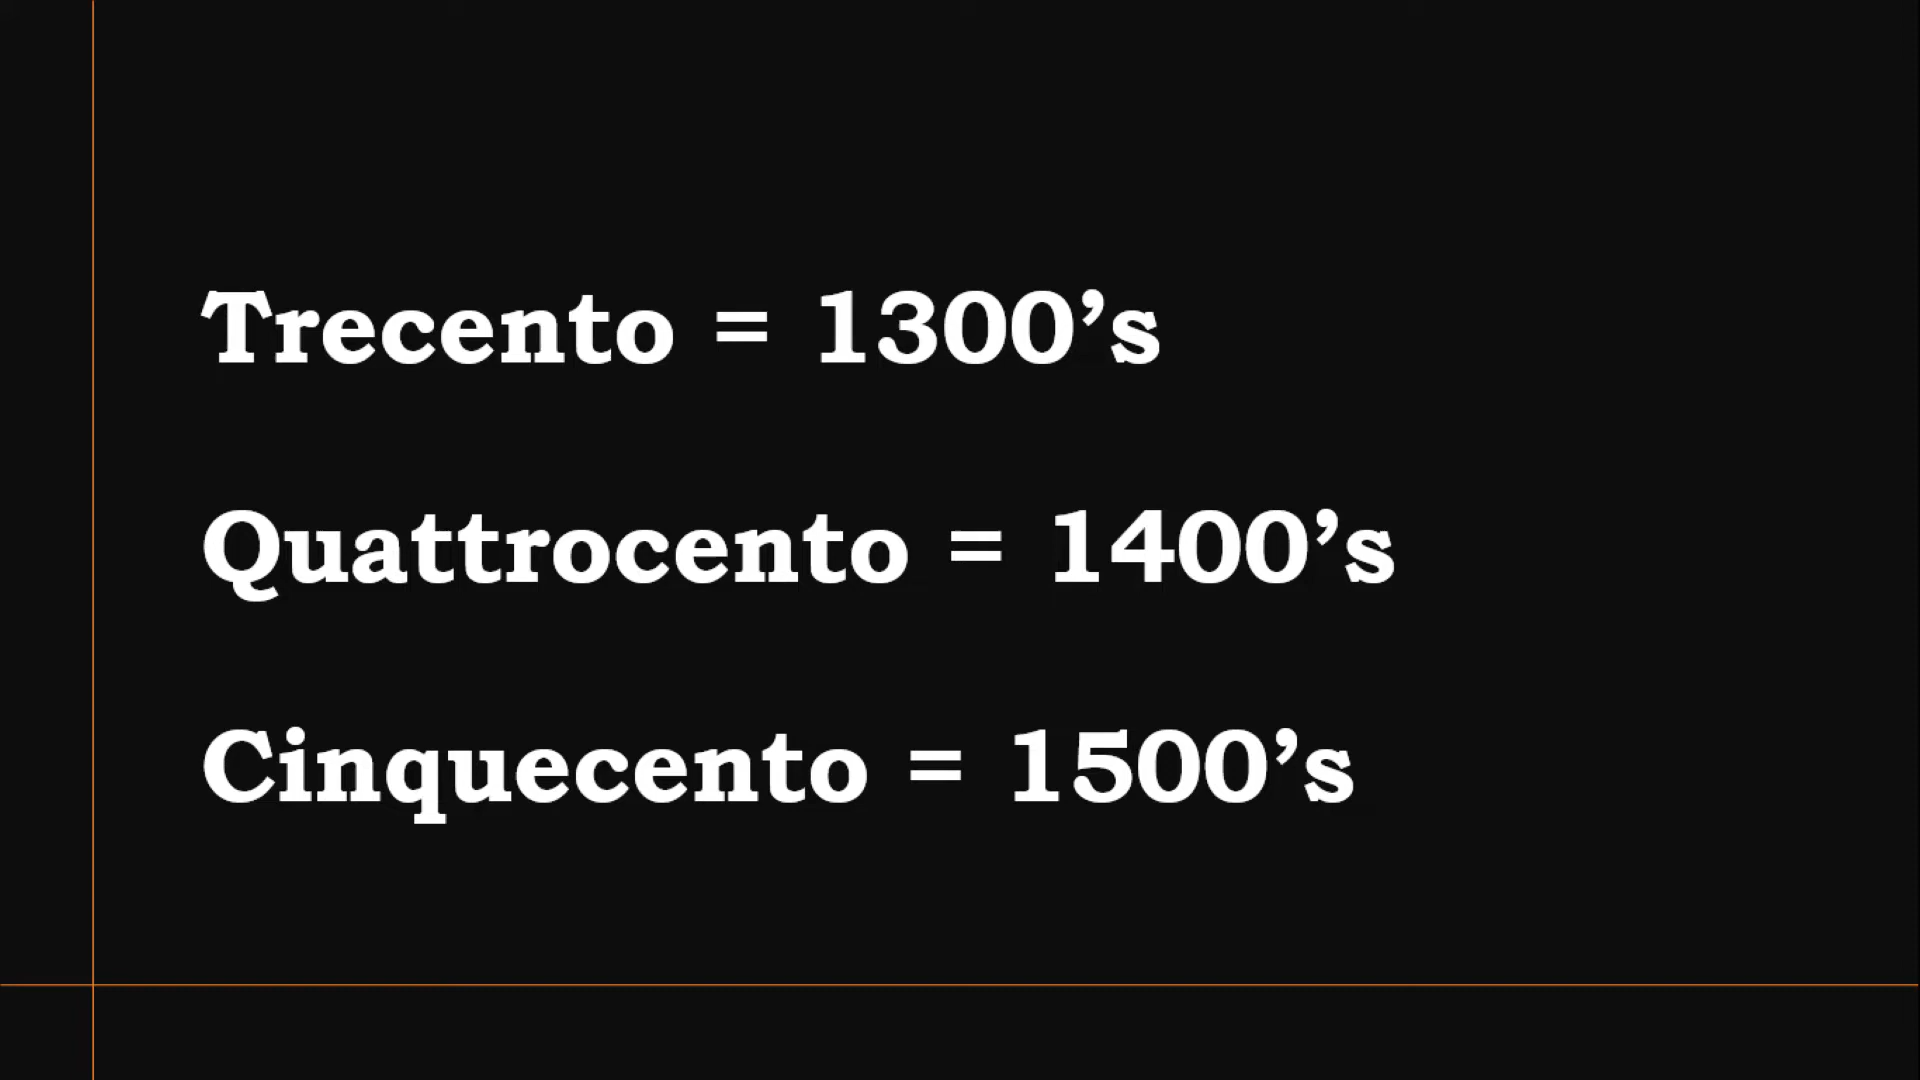 Trecento = 1300’s
Quattrocento = 1400’s
Cinquecento = 1500’s